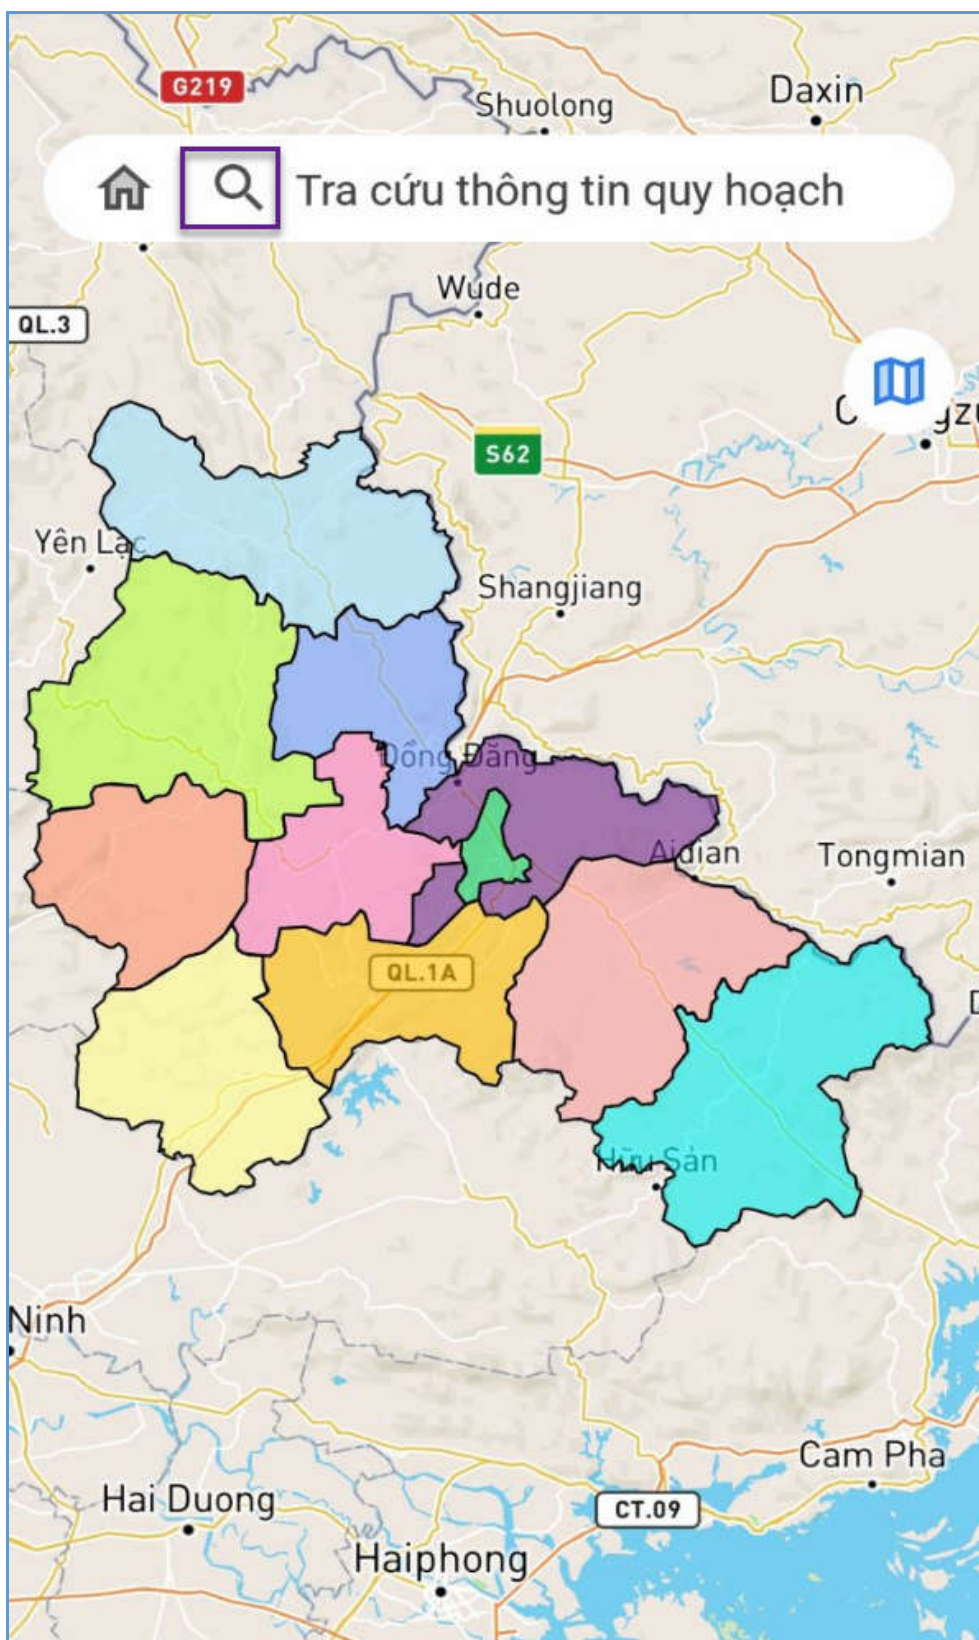 G219
Daxin
Shuolong
Tra cứu thông tin quy hoạch
Wude
QL.3
S62
Yên Lạc
Shangjiang
Đồng Đăng
Aidian
Tongmian
QL.1A
Hữu Sản
Ninh
Cam Pha
Hai Duong
CT.09
Haiphong